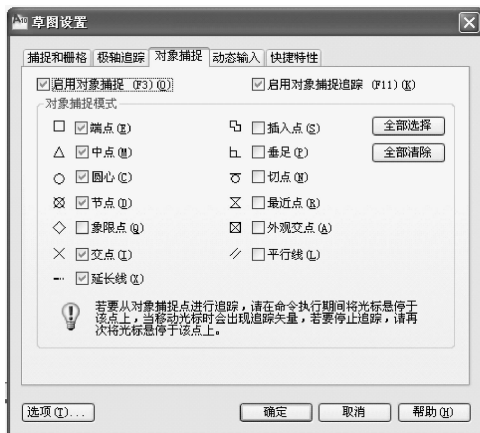 草图设置
捕捉和栅格 极轴追踪 对象捕捉 动态输入 快捷特性
启用对象捕捉 (F3)(O) 启用对象捕捉追踪 (F11)(K)
对象捕捉模式
端点(E) 插入点(S) 全部选择
中点(M) 垂足(P) 全部清除
圆心(C) 切点(N)
节点(D) 最近点(R)
象限点(Q) 外观交点(A)
交点(I) 平行线(L)
延长线(X)
若要从对象捕捉点进行追踪，请在命令执行期间将光标悬停于
该点上，当移动光标时会出现追踪矢量，若要停止追踪，请再
次将光标悬停于该点上。
选项(T)... 确定 取消 帮助(H)